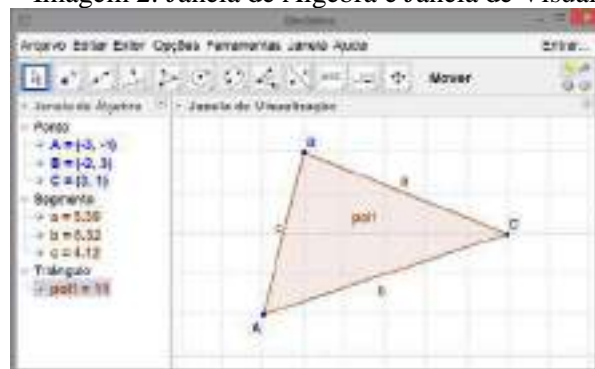 Imagem 2: Janela de Álgebra e Janela de Visual
GeoGebra
Arquivo Editar Exibir Opções Ferramentas Janela Ajuda Entrar...
Mover
Janela de Álgebra
Janela de Visualização
Ponto
A = (-3, -1)
B = (-2, 3)
C = (3, 1)
Segmento
a = 5.39
b = 6.32
c = 4.12
Triângulo
pol1 = 11
B
a
pol1
c
C
b
A